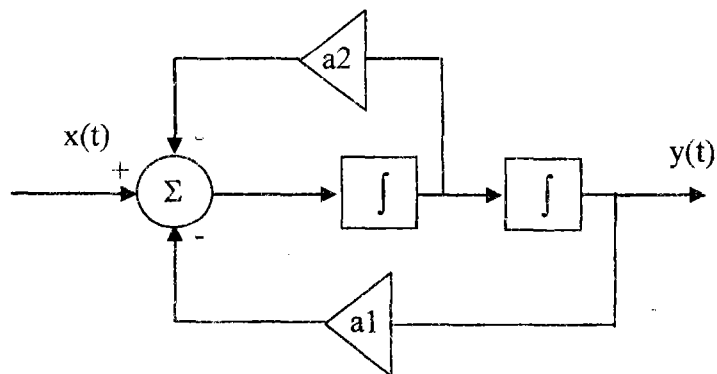 a2
x(t)
y(t)
-
+
Σ
∫
∫
-
a1